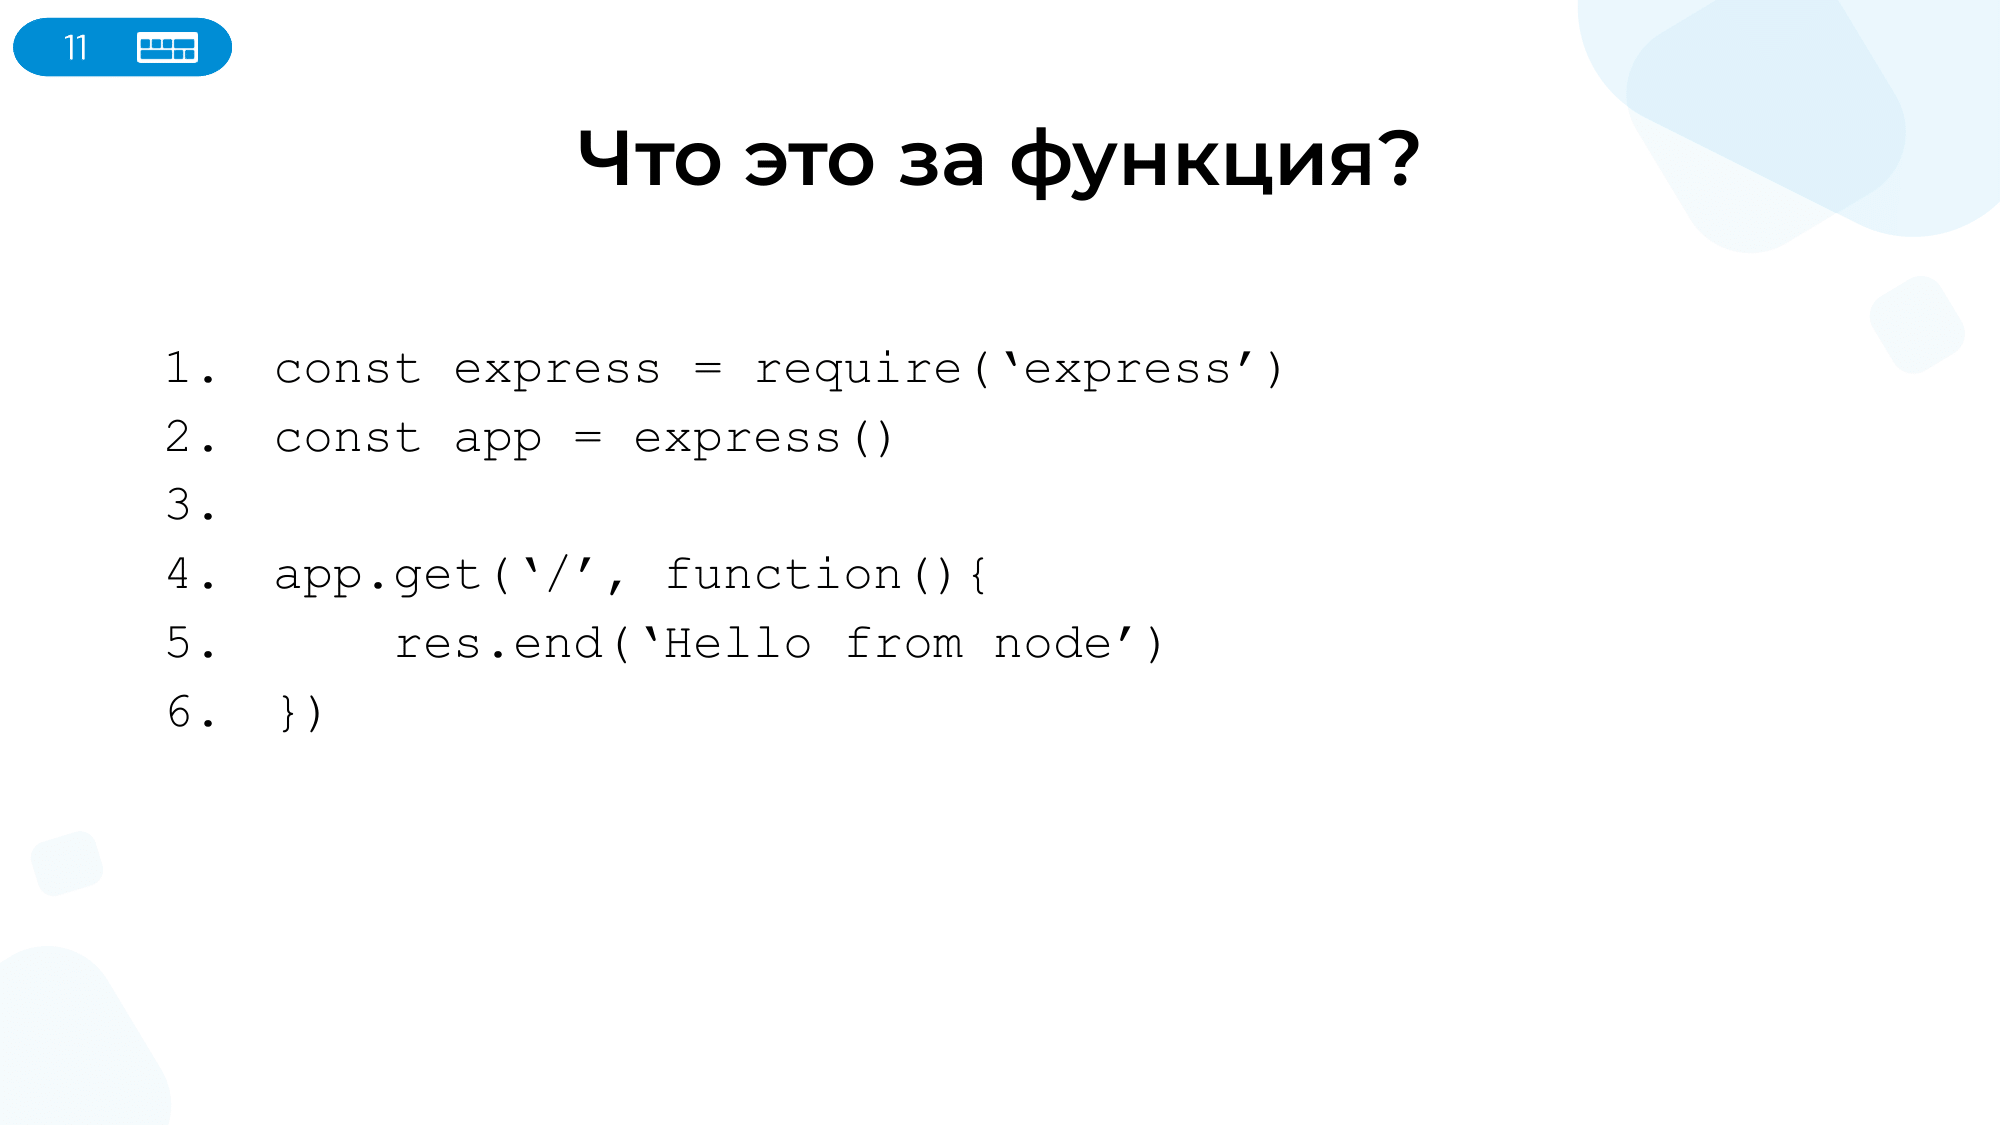 11
Что это за функция?
1. const express = require(‘express’)
2. const app = express()
3.
4. app.get(‘/’, function(){
5. res.end(‘Hello from node’)
6. })